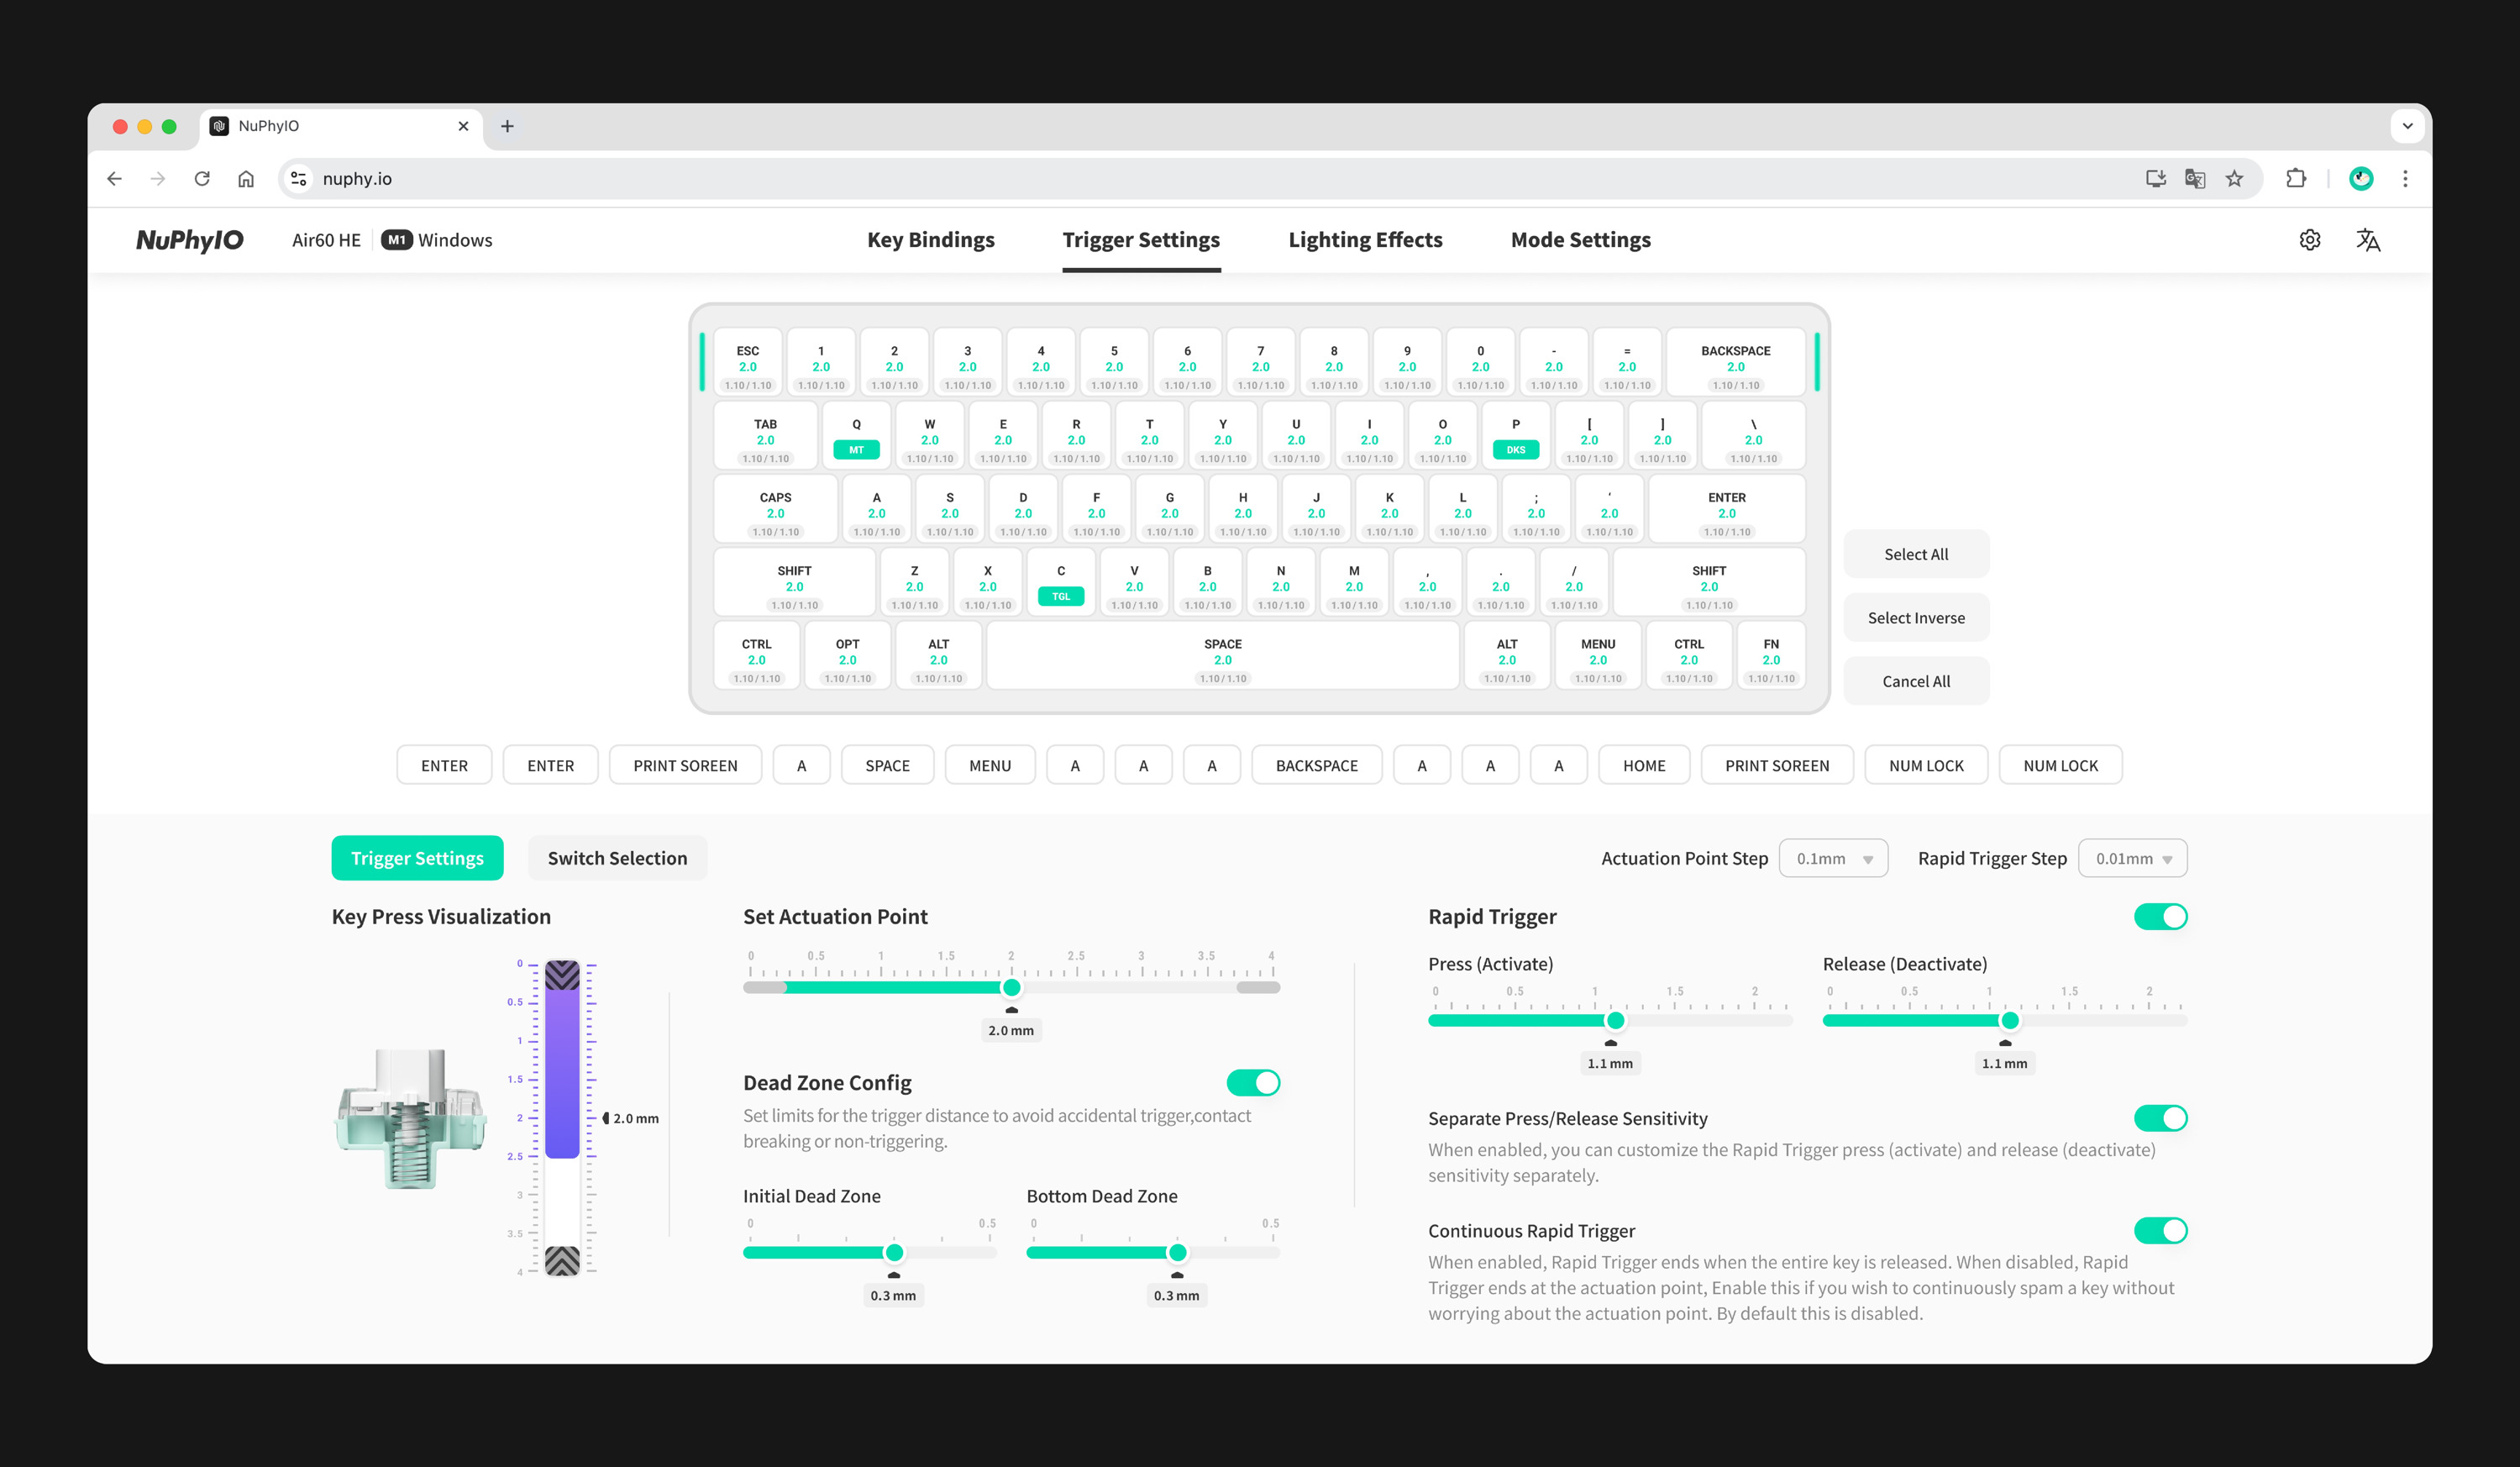 NuPhyIO
nuphy.io
NuPhyIO Air60 HE M1 Windows Key Bindings Trigger Settings Lighting Effects Mode Settings
ESC 1 2 3 4 5 6 7 8 9 0 - = BACKSPACE
2.0 2.0 2.0 2.0 2.0 2.0 2.0 2.0 2.0 2.0 2.0 2.0 2.0 2.0
1.10/1.10 1.10/1.10 1.10/1.10 1.10/1.10 1.10/1.10 1.10/1.10 1.10/1.10 1.10/1.10 1.10/1.10 1.10/1.10 1.10/1.10 1.10/1.10 1.10/1.10 1.10/1.10
TAB Q W E R T Y U I O P [ ] \
2.0 MT 2.0 2.0 2.0 2.0 2.0 2.0 2.0 2.0 DKS 2.0 2.0 2.0
1.10/1.10 1.10/1.10 1.10/1.10 1.10/1.10 1.10/1.10 1.10/1.10 1.10/1.10 1.10/1.10 1.10/1.10 1.10/1.10 1.10/1.10 1.10/1.10
CAPS A S D F G H J K L ; ' ENTER
2.0 2.0 2.0 2.0 2.0 2.0 2.0 2.0 2.0 2.0 2.0 2.0 2.0
1.10/1.10 1.10/1.10 1.10/1.10 1.10/1.10 1.10/1.10 1.10/1.10 1.10/1.10 1.10/1.10 1.10/1.10 1.10/1.10 1.10/1.10 1.10/1.10 1.10/1.10
SHIFT Z X C V B N M , . / SHIFT
2.0 2.0 2.0 TGL 2.0 2.0 2.0 2.0 2.0 2.0 2.0 2.0
1.10/1.10 1.10/1.10 1.10/1.10 1.10/1.10 1.10/1.10 1.10/1.10 1.10/1.10 1.10/1.10 1.10/1.10 1.10/1.10 1.10/1.10
CTRL OPT ALT SPACE ALT MENU CTRL FN
2.0 2.0 2.0 2.0 2.0 2.0 2.0 2.0
1.10/1.10 1.10/1.10 1.10/1.10 1.10/1.10 1.10/1.10 1.10/1.10 1.10/1.10 1.10/1.10
Select All
Select Inverse
Cancel All
ENTER ENTER PRINT SOREEN A SPACE MENU A A A BACKSPACE A A A HOME PRINT SOREEN NUM LOCK NUM LOCK
Trigger Settings Switch Selection Actuation Point Step 0.1mm Rapid Trigger Step 0.01mm
Key Press Visualization
0
0.5
1
1.5
2
2.5
3
3.5
4
2.0 mm
Set Actuation Point
0 0.5 1 1.5 2 2.5 3 3.5 4
2.0 mm
Dead Zone Config
Set limits for the trigger distance to avoid accidental trigger,contact
breaking or non-triggering.
Initial Dead Zone
0 0.5
0.3 mm
Bottom Dead Zone
0 0.5
0.3 mm
Rapid Trigger
Press (Activate)
0 0.5 1 1.5 2
1.1 mm
Release (Deactivate)
0 0.5 1 1.5 2
1.1 mm
Separate Press/Release Sensitivity
When enabled, you can customize the Rapid Trigger press (activate) and release (deactivate)
sensitivity separately.
Continuous Rapid Trigger
When enabled, Rapid Trigger ends when the entire key is released. When disabled, Rapid
Trigger ends at the actuation point, Enable this if you wish to continuously spam a key without
worrying about the actuation point. By default this is disabled.